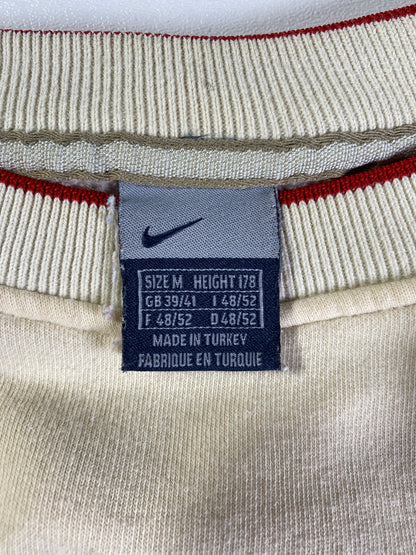 SIZE M HEIGHT 178
GB 39/41 I 48/52
F 48/52 D 48/52
MADE IN TURKEY
FABRIQUE EN TURQUIE